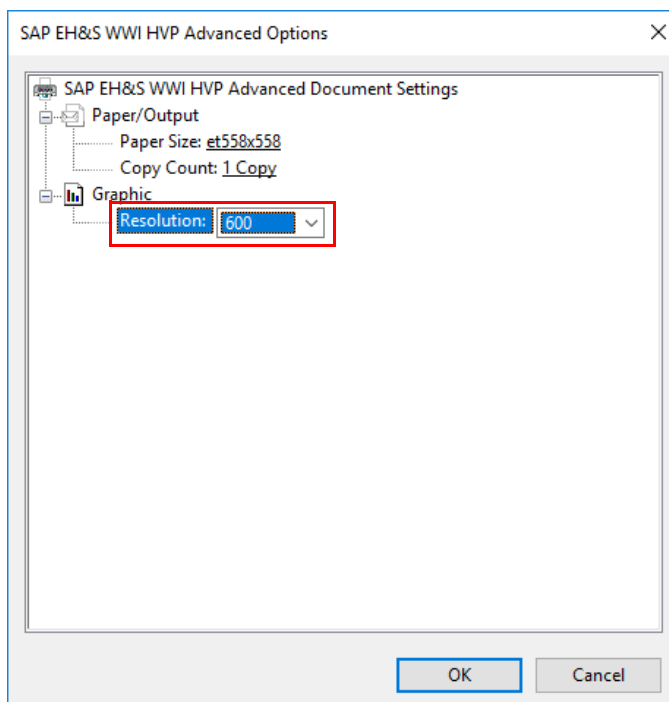 SAP EH&S WWI HVP Advanced Options
SAP EH&S WWI HVP Advanced Document Settings
Paper/Output
Paper Size: et558x558
Copy Count: 1 Copy
Graphic
Resolution: 600
OK Cancel